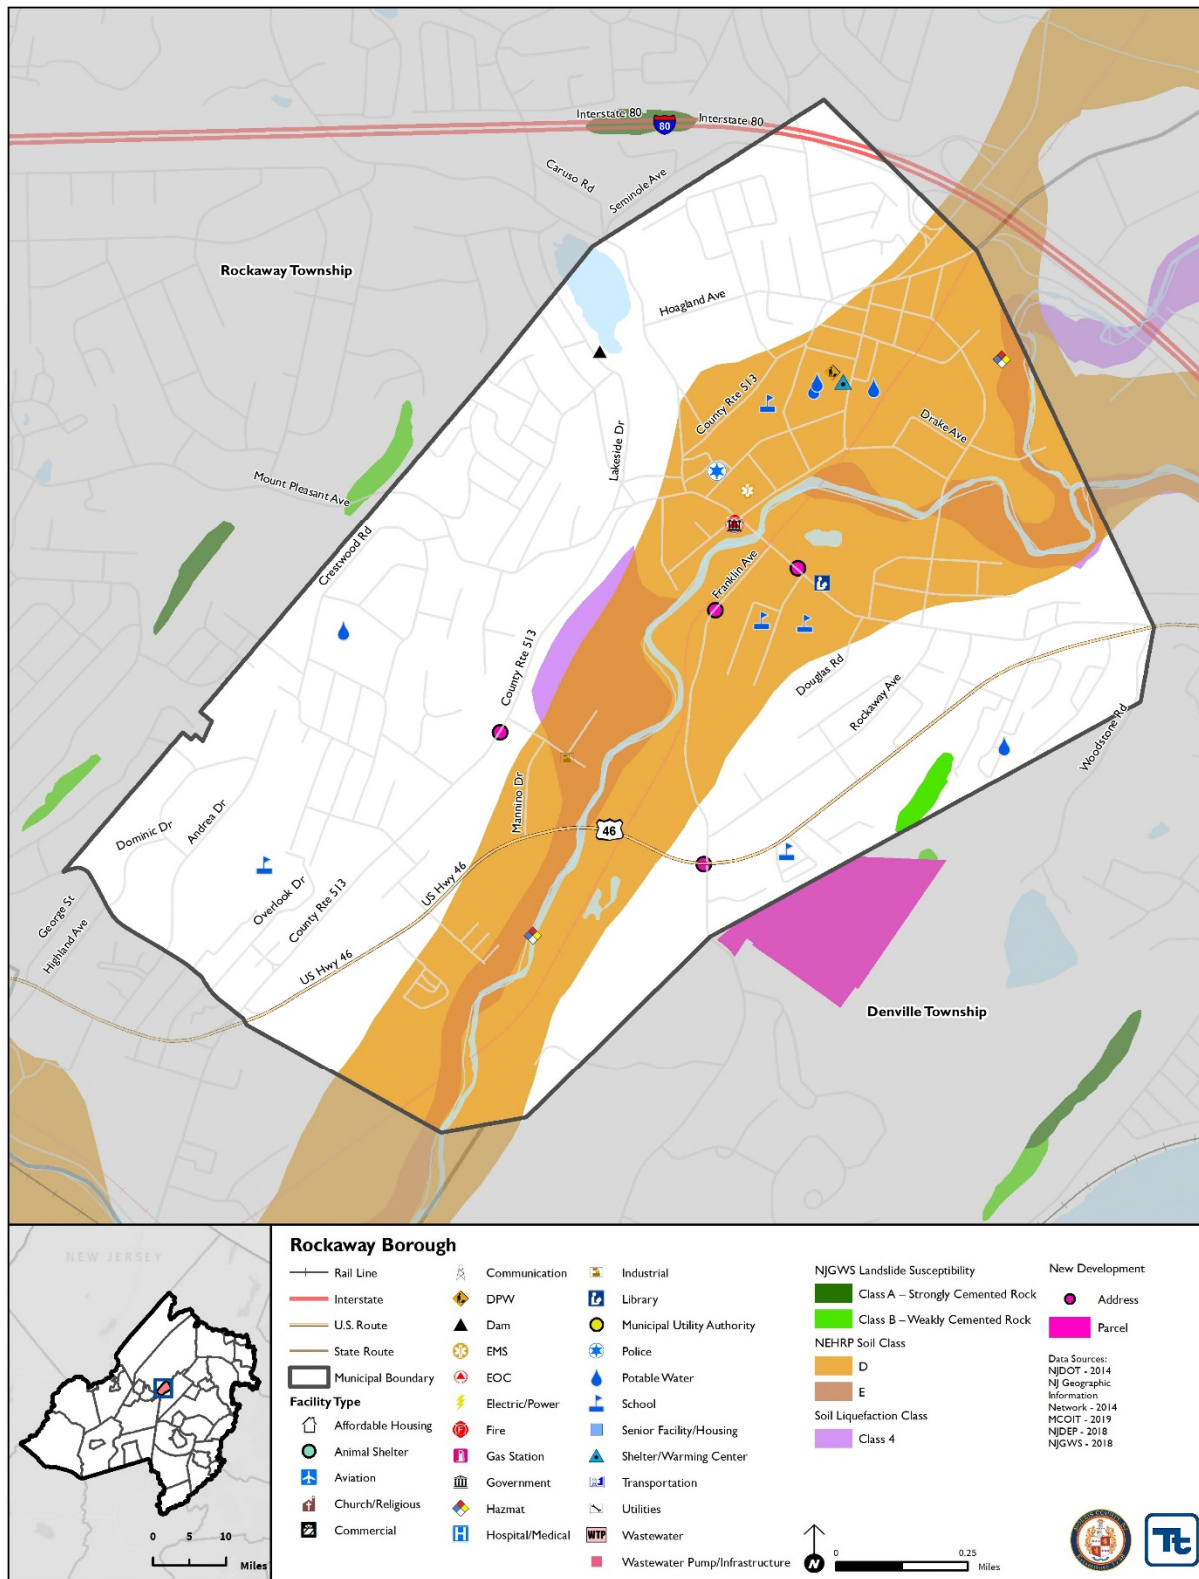 Interstate 80
Interstate 80
80
Caruso Rd
Seminole Ave
Rockaway Township
Hoagland Ave
County Rte 513
Drake Ave
Lakeside Dr
Mount Pleasant Ave
Crestwood Rd
Franklin Ave
County Rte 513
Douglas Rd
Rockaway Ave
Woodstone Rd
Mannino Dr
46
Dominic Dr
Andrea Dr
Overlook Dr
County Rte 513
US Hwy 46
US Hwy 46
George St
Highland Ave
Denville Township
NEW JERSEY
0 5 10
Miles
Rockaway Borough
Rail Line
Interstate
U.S. Route
State Route
Municipal Boundary
Facility Type
Affordable Housing
Animal Shelter
Aviation
Church/Religious
Commercial
Communication
DPW
Dam
EMS
EOC
Electric/Power
Fire
Gas Station
Government
Hazmat
H Hospital/Medical
Industrial
Library
Municipal Utility Authority
Police
Potable Water
School
Senior Facility/Housing
Shelter/Warming Center
Transportation
Utilities
WTP Wastewater
Wastewater Pump/Infrastructure
NJGWS Landslide Susceptibility
Class A – Strongly Cemented Rock
Class B – Weakly Cemented Rock
NEHRP Soil Class
D
E
Soil Liquefaction Class
Class 4
New Development
Address
Parcel
Data Sources:
NJDOT - 2014
NJ Geographic
Information
Network - 2014
MCOIT - 2019
NJDEP - 2018
NJGWS - 2018
N
0 0.25
Miles
Tt